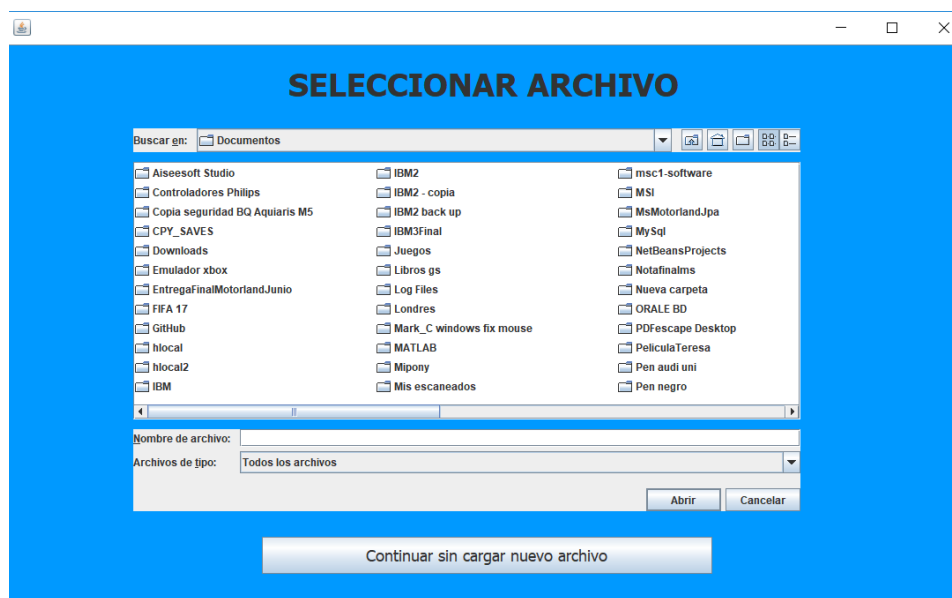 SELECCIONAR ARCHIVO
Buscar en: Documentos
Aiseesoft Studio IBM2 msc1-software
Controladores Philips IBM2 - copia MSI
Copia seguridad BQ Aquiaris M5 IBM2 back up MsMotorlandJpa
CPY_SAVES IBM3Final MySql
Downloads Juegos NetBeansProjects
Emulador xbox Libros gs Notafinalms
EntregaFinalMotorlandJunio Log Files Nueva carpeta
FIFA 17 Londres ORALE BD
GitHub Mark_C windows fix mouse PDFescape Desktop
hlocal MATLAB PeliculaTeresa
hlocal2 Mipony Pen audi uni
IBM Mis escaneados Pen negro
Nombre de archivo:
Archivos de tipo: Todos los archivos
Abrir Cancelar
Continuar sin cargar nuevo archivo